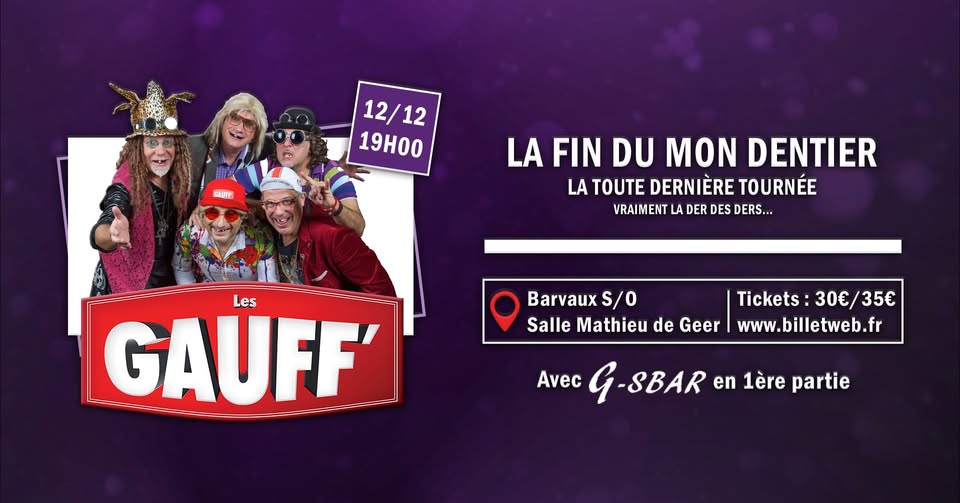 12/12
19H00
GAUFF'
Les
GAUFF'
LA FIN DU MON DENTIER
LA TOUTE DERNIÈRE TOURNÉE
VRAIMENT LA DER DES DERS...
Barvaux S/O
Salle Mathieu de Geer
Tickets : 30€/35€
www.billetweb.fr
Avec G-SBAR en 1ère partie